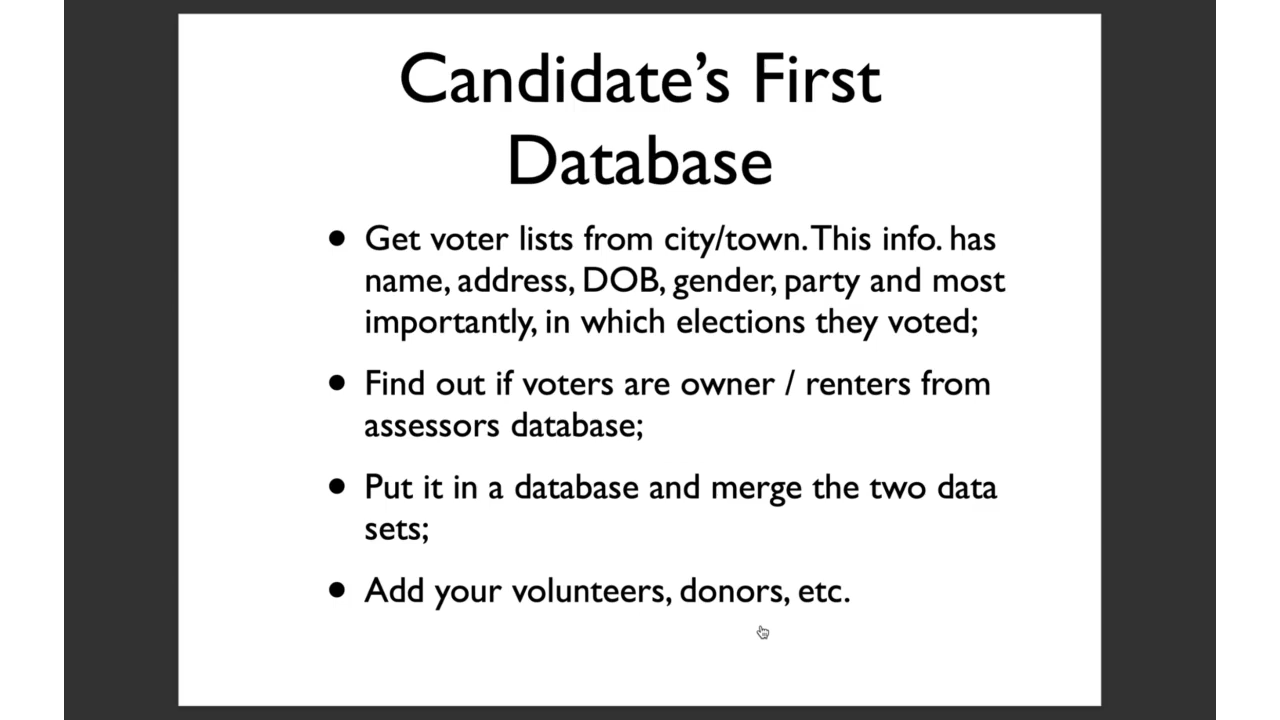 Candidate’s First
Database
• Get voter lists from city/town. This info. has
name, address, DOB, gender, party and most
importantly, in which elections they voted;
• Find out if voters are owner / renters from
assessors database;
• Put it in a database and merge the two data
sets;
• Add your volunteers, donors, etc.